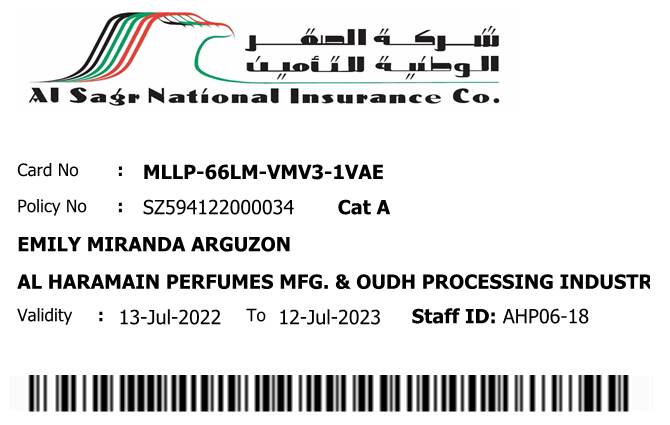 شركة الصقر
الوطنية للتأمين
Al Sagr National Insurance Co.
Card No : MLLP-66LM-VMV3-1VAE
Policy No : SZ594122000034 Cat A
EMILY MIRANDA ARGUZON
AL HARAMAIN PERFUMES MFG. & OUDH PROCESSING INDUSTR
Validity : 13-Jul-2022 To 12-Jul-2023 Staff ID: AHP06-18